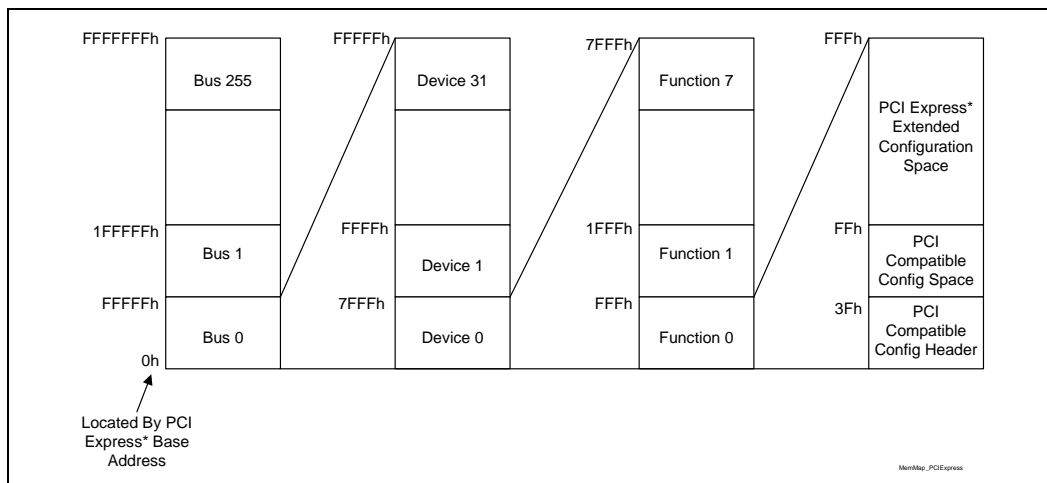 FFFFFFFh
Bus 255
1FFFFFh
Bus 1
FFFFFh
Bus 0
0h
Located By PCI
Express* Base
Address
FFFFFh
Device 31
FFFFh
Device 1
7FFFh
Device 0
7FFFh
Function 7
1FFFh
Function 1
FFFh
Function 0
FFFh
PCI Express*
Extended
Configuration
Space
FFh
PCI
Compatible
Config Space
3Fh
PCI
Compatible
Config Header
MemMap_PCIExpress